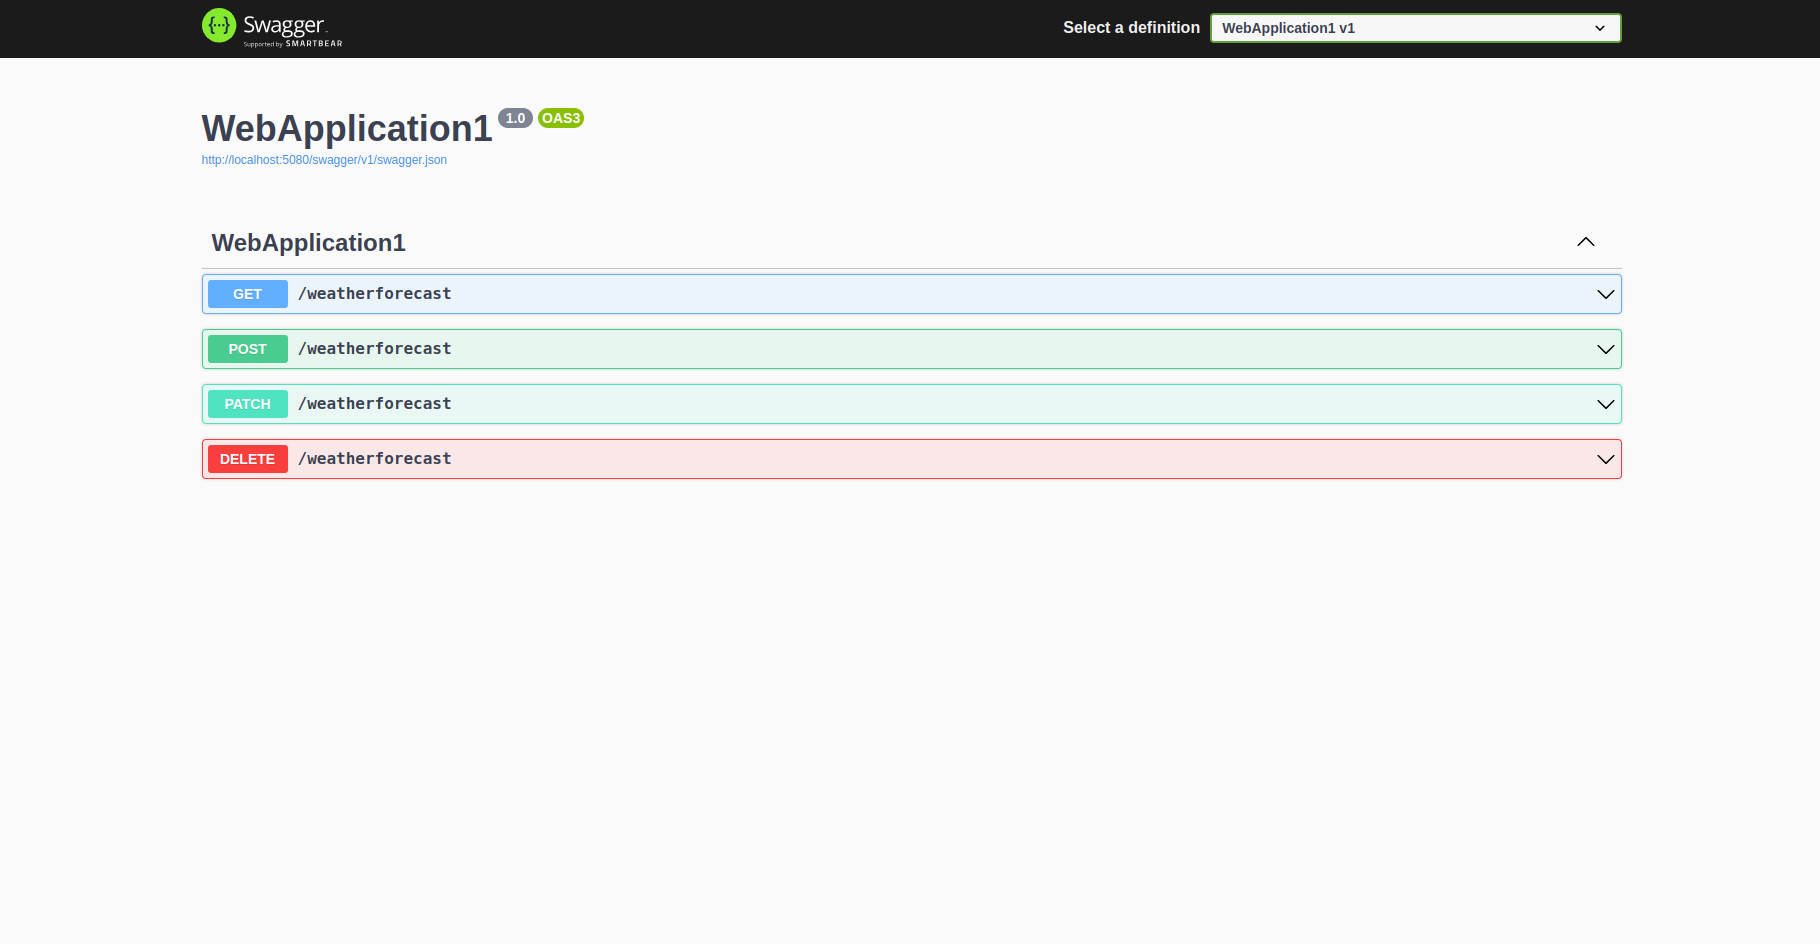 {···} Swagger
Supported by SMARTBEAR
Select a definition
WebApplication1 v1
WebApplication1 1.0 OAS3
http://localhost:5080/swagger/v1/swagger.json
WebApplication1
GET /weatherforecast
POST /weatherforecast
PATCH /weatherforecast
DELETE /weatherforecast